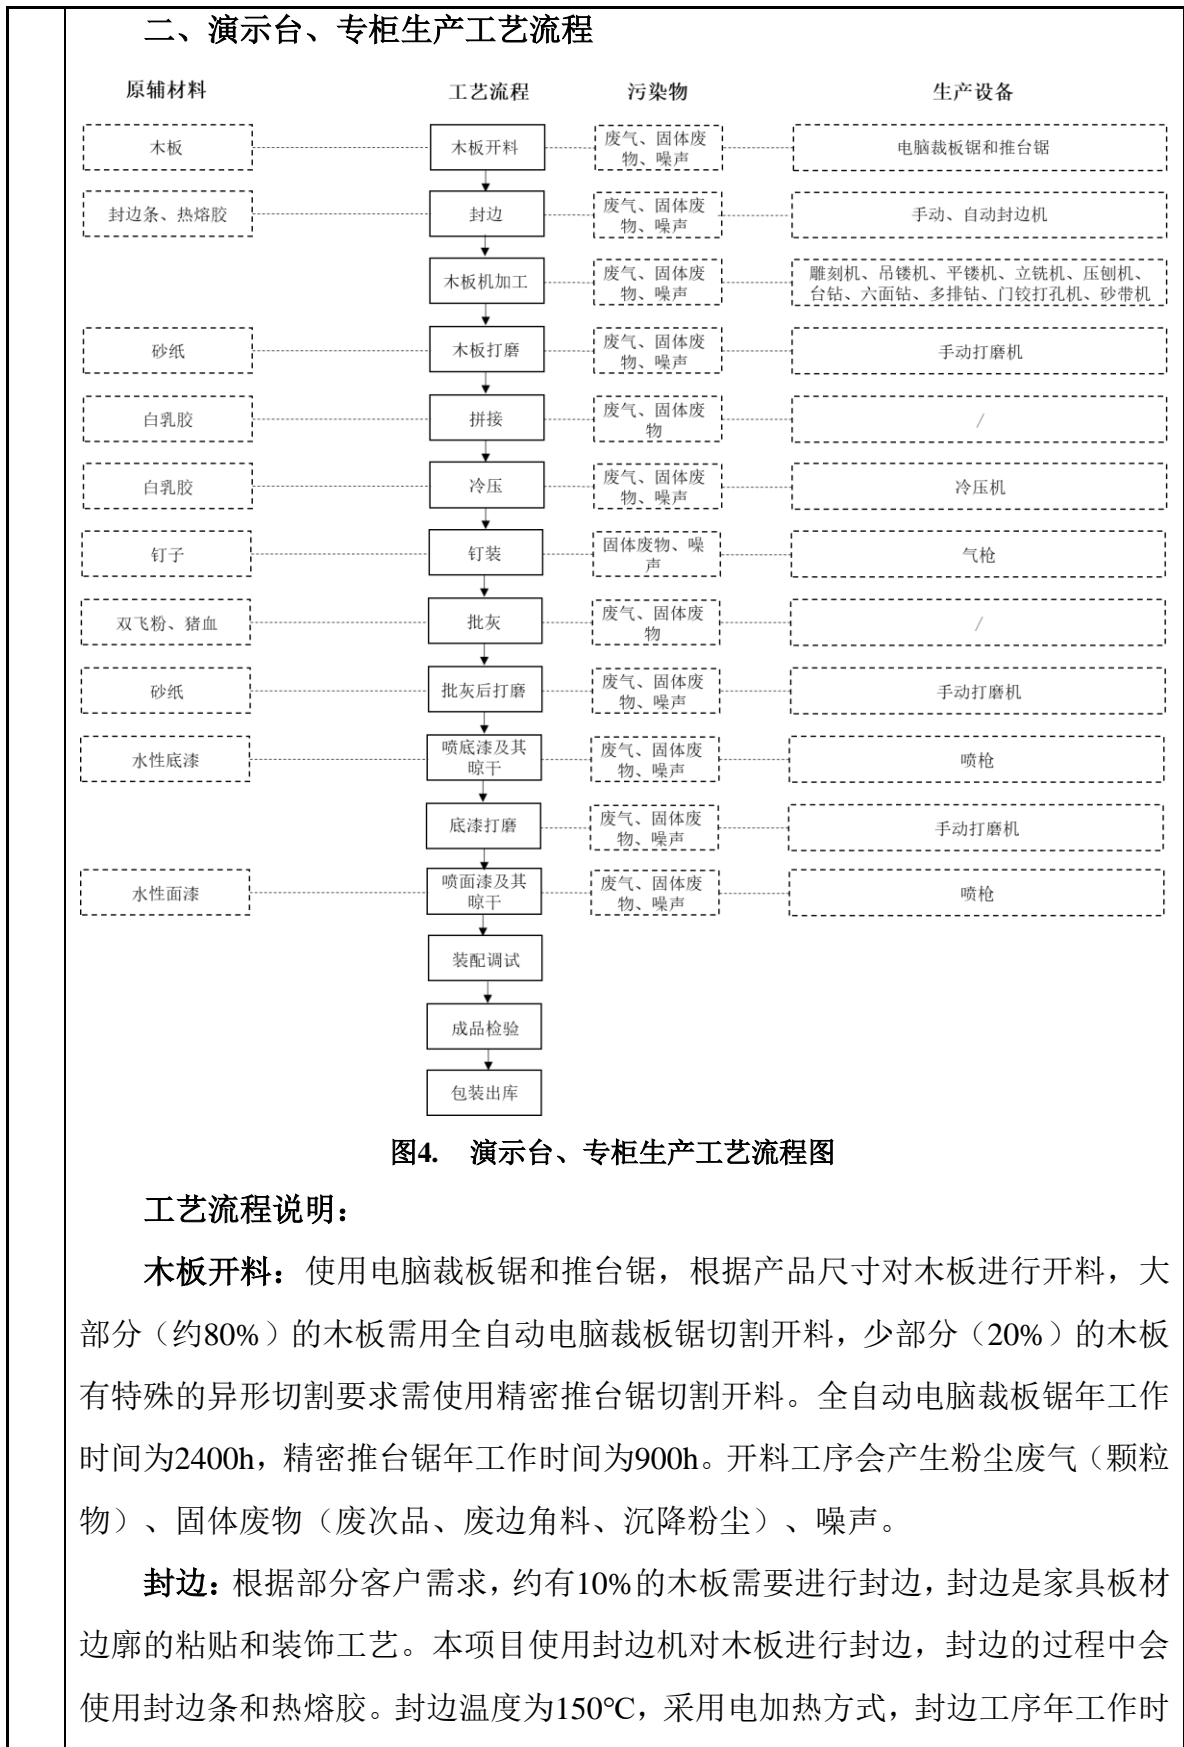 二、演示台、专柜生产工艺流程
原辅材料 工艺流程 污染物 生产设备
木板 木板开料 废气、固体废
物、噪声 电脑裁板锯和推台锯
封边条、热熔胶 封边 废气、固体废
物、噪声 手动、自动封边机
木板机加工 废气、固体废
物、噪声 雕刻机、吊镂机、平镂机、立铣机、压刨机、
台钻、六面钻、多排钻、门铰打孔机、砂带机
砂纸 木板打磨 废气、固体废
物、噪声 手动打磨机
白乳胶 拼接 废气、固体废
物 /
白乳胶 冷压 废气、固体废
物、噪声 冷压机
钉子 钉装 固体废物、噪
声 气枪
双飞粉、猪血 批灰 废气、固体废
物 /
砂纸 批灰后打磨 废气、固体废
物、噪声 手动打磨机
水性底漆 喷底漆及其
晾干 废气、固体废
物、噪声 喷枪
底漆打磨 废气、固体废
物、噪声 手动打磨机
水性面漆 喷面漆及其
晾干 废气、固体废
物、噪声 喷枪
装配调试
成品检验
包装出库
图4. 演示台、专柜生产工艺流程图
工艺流程说明：
木板开料：使用电脑裁板锯和推台锯，根据产品尺寸对木板进行开料，大
部分（约80%）的木板需用全自动电脑裁板锯切割开料，少部分（20%）的木板
有特殊的异形切割要求需使用精密推台锯切割开料。全自动电脑裁板锯年工作
时间为2400h，精密推台锯年工作时间为900h。开料工序会产生粉尘废气（颗粒
物）、固体废物（废次品、废边角料、沉降粉尘）、噪声。
封边：根据部分客户需求，约有10%的木板需要进行封边，封边是家具板材
边廓的粘贴和装饰工艺。本项目使用封边机对木板进行封边，封边的过程中会
使用封边条和热熔胶。封边温度为150℃，采用电加热方式，封边工序年工作时